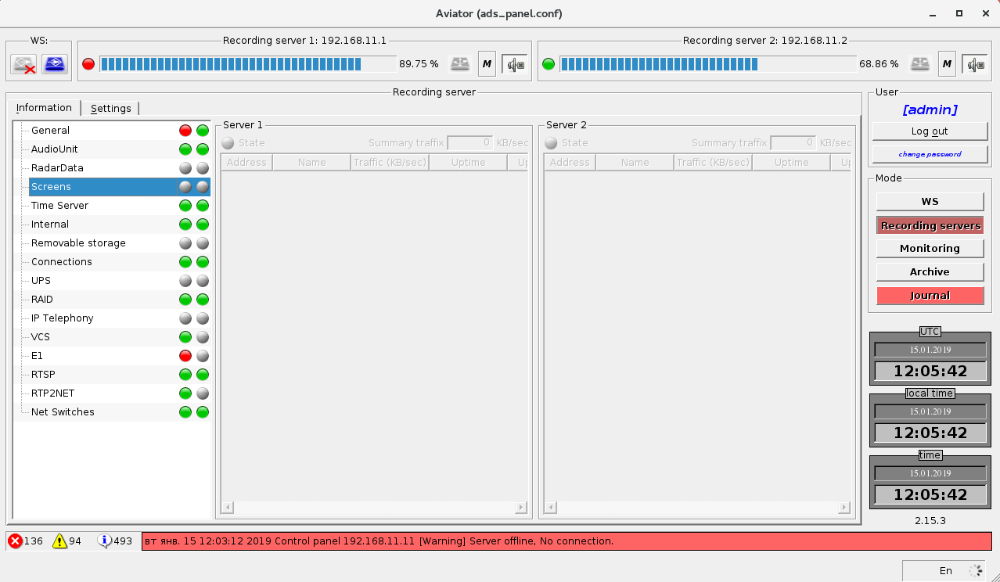 Aviator (ads_panel.conf)
WS:
Recording server 1: 192.168.11.1
89.75 %
M
Recording server 2: 192.168.11.2
68.86 %
M
Recording server
Information
Settings
General
AudioUnit
RadarData
Screens
Time Server
Internal
Removable storage
Connections
UPS
RAID
IP Telephony
VCS
E1
RTSP
RTP2NET
Net Switches
Server 1
State
Summary traffix
0
KB/sec
Address
Name
Traffic (KB/sec)
Uptime
Up
Server 2
State
Summary traffix
0
KB/sec
Address
Name
Traffic (KB/sec)
Uptime
Up
User
[admin]
Log out
change password
Mode
WS
Recording servers
Monitoring
Archive
Journal
UTC
15.01.2019
12:05:42
local time
15.01.2019
12:05:42
time
15.01.2019
12:05:42
2.15.3
136
94
493
вт янв. 15 12:03:12 2019 Control panel 192.168.11.11 [Warning] Server offline, No connection.
En